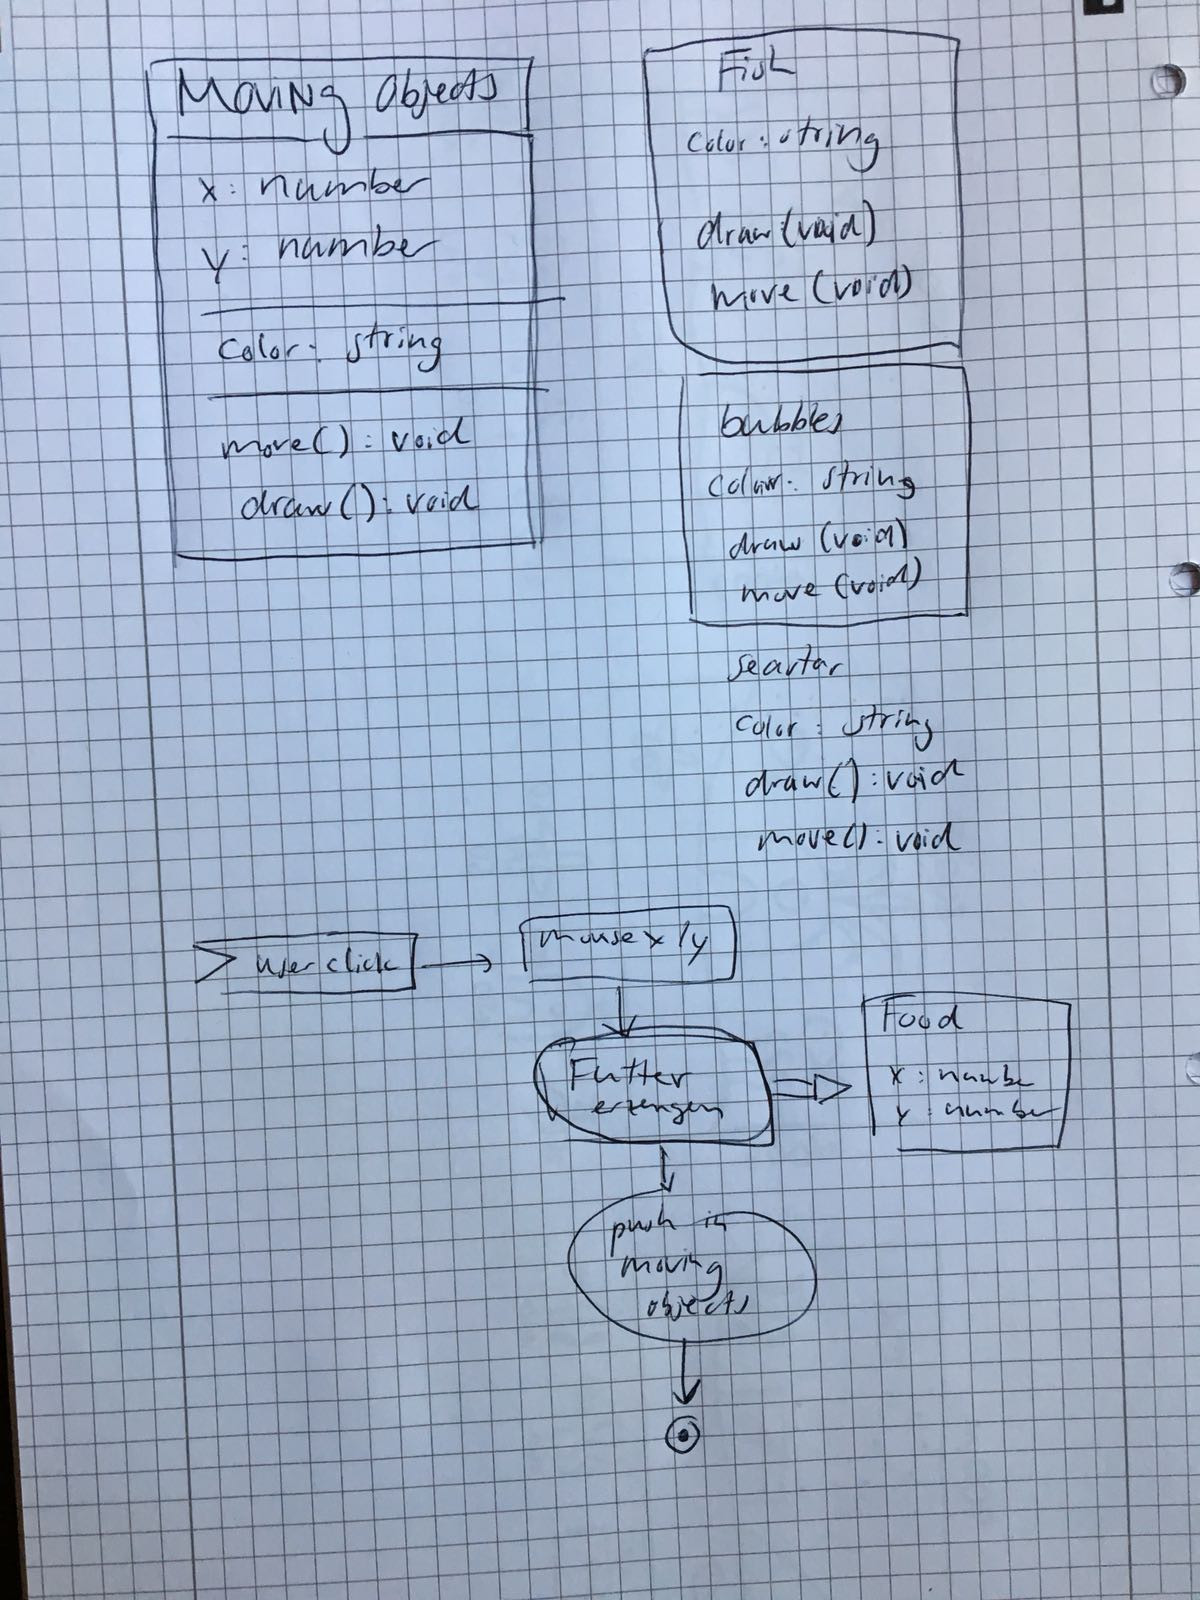 Moving Objects
x: number
y: number
color: string
move(): void
draw(): void
Fish
color: string
draw(void)
move (void)
bubbles
color: string
draw (void)
move (void)
seastar
color: string
draw(): void
move(): void
user click
mouse x/y
Futter
erzeugen
Food
x: numbe
y: number
push in
moving
objects